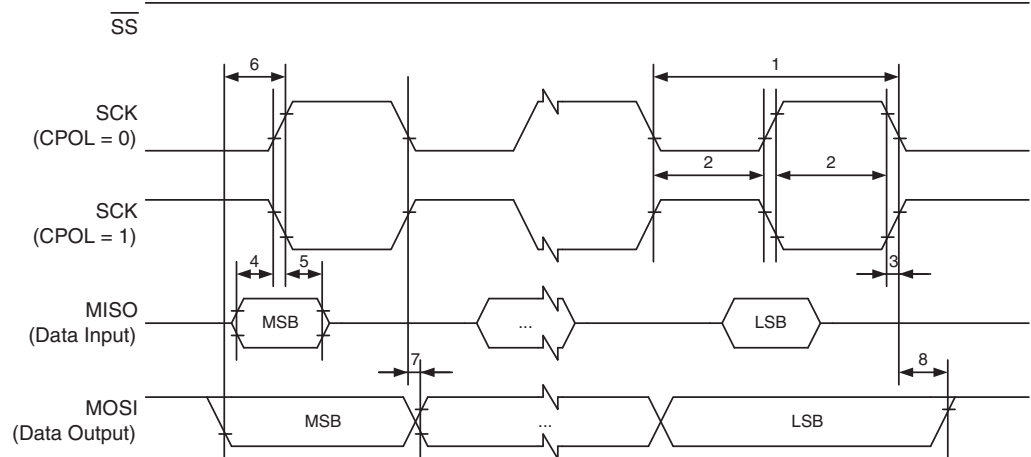 SS
6
1
SCK
(CPOL = 0)
2
2
SCK
(CPOL = 1)
4
5
3
MISO
(Data Input)
MSB
...
LSB
7
8
MOSI
(Data Output)
MSB
...
LSB